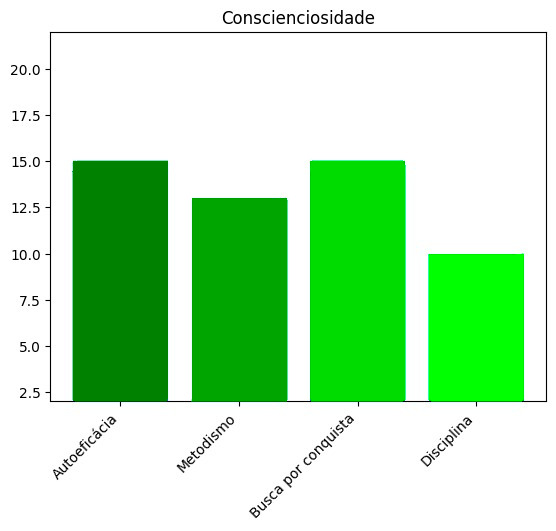 Conscienciosidade
20.0
17.5
15.0
12.5
10.0
7.5
5.0
2.5
Autoeficácia
Metodismo
Busca por conquista
Disciplina